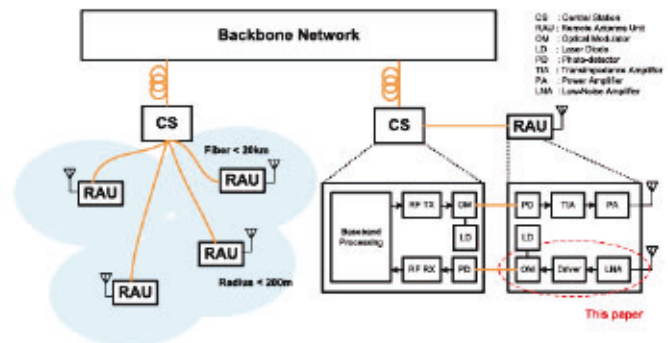 Backbone Network
CS : Central Station
RAU : Remote Antenna Unit
OM : Optical Modulator
LD : Laser Diode
PD : Photo-detector
TIA : Transimpedance Amplifier
PA : Power Amplifier
LNA : Low-Noise Amplifier
CS
CS
RAU
Fiber < 20km
RAU
RAU
RAU
RAU
Radius < 200m
Baseband Processing
RF TX
OM
LD
RF RX
PD
PD
TIA
PA
LD
OM
Driver
LNA
This paper